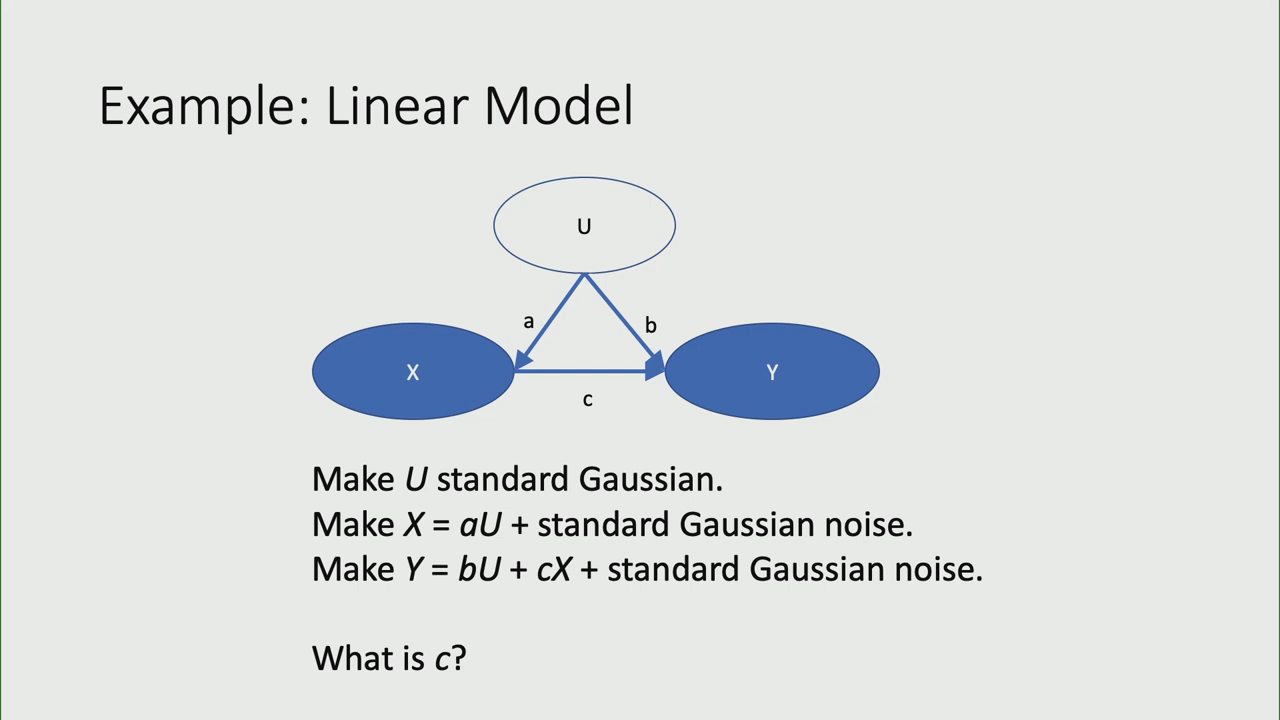 Example: Linear Model
U
a
b
X
Y
c
Make U standard Gaussian.
Make X = aU + standard Gaussian noise.
Make Y = bU + cX + standard Gaussian noise.
What is c?